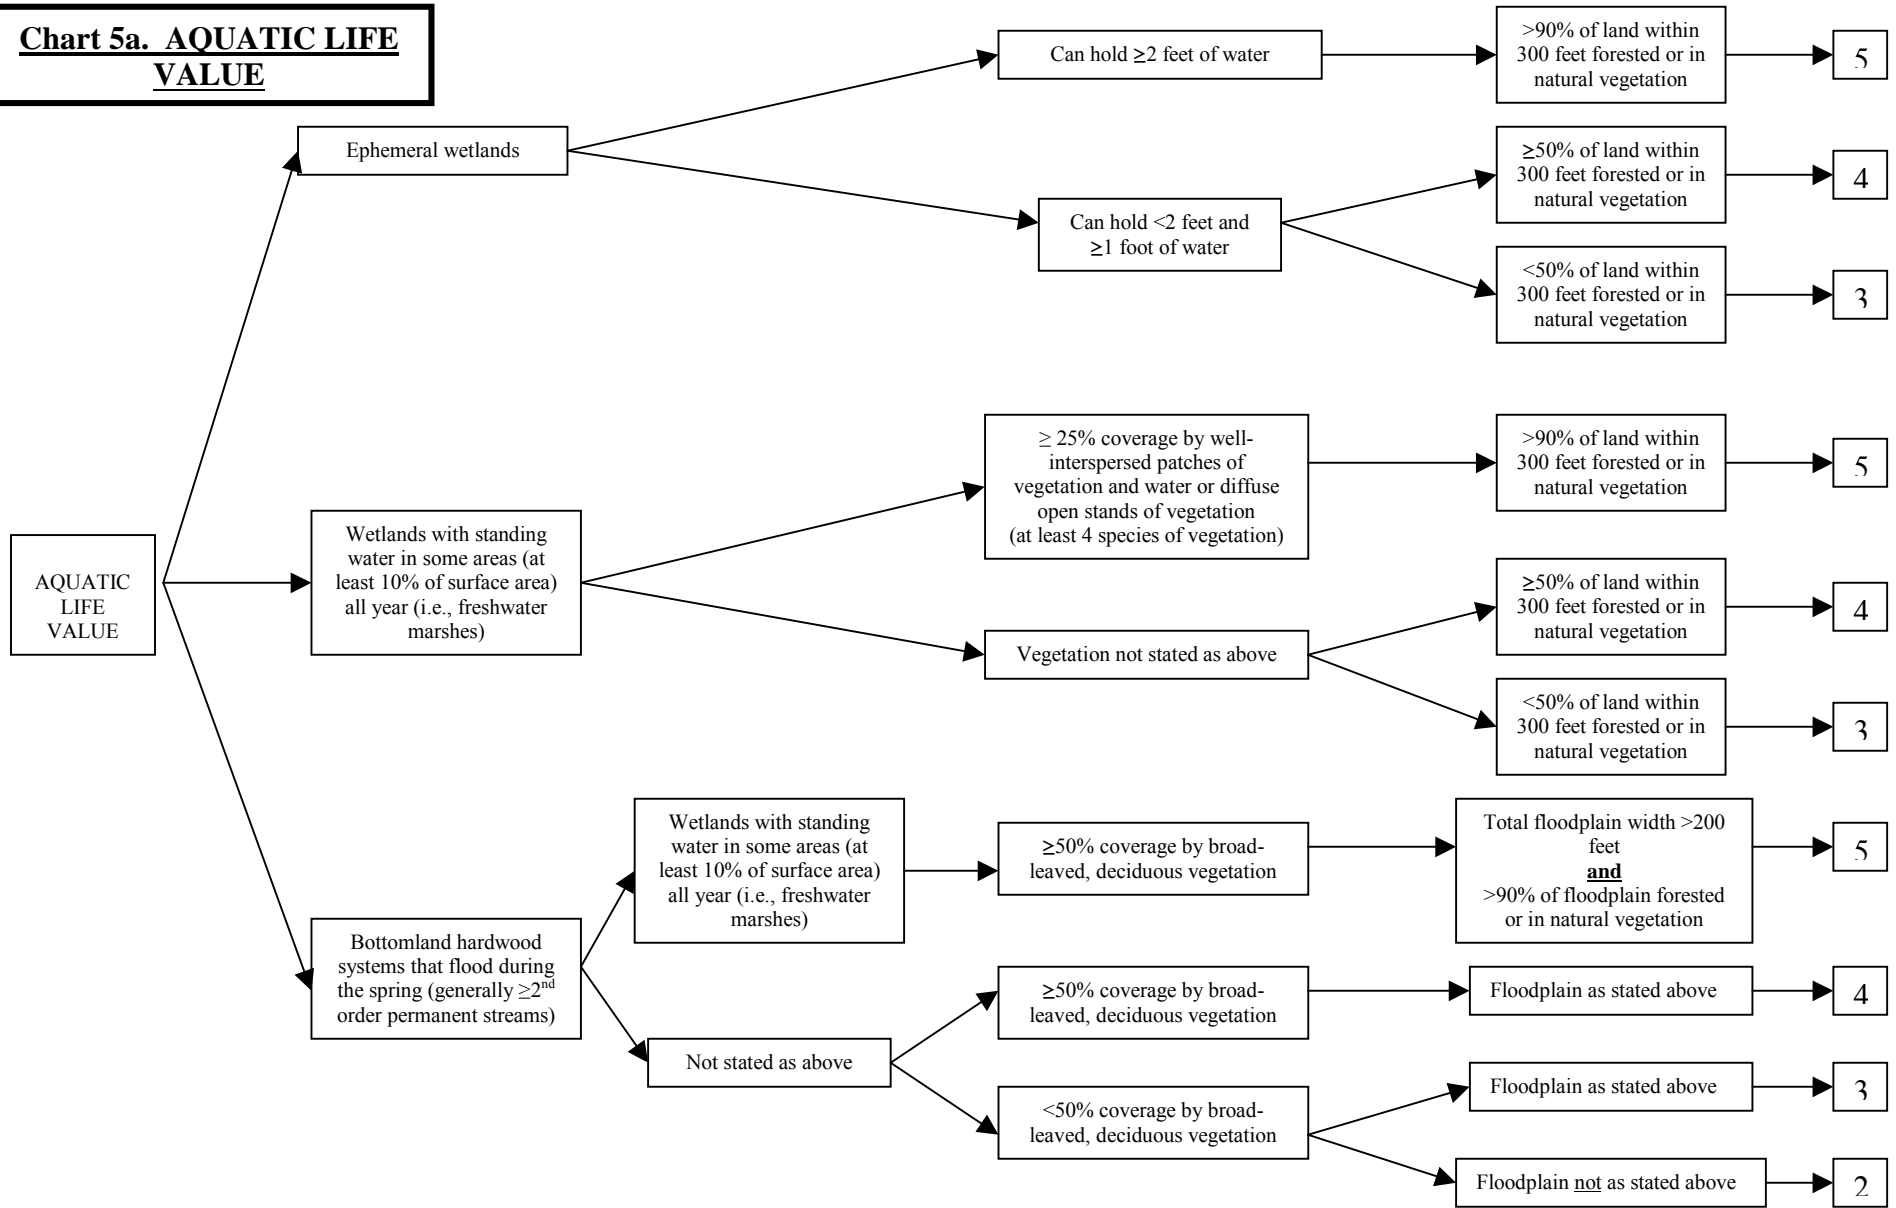 Chart 5a. AQUATIC LIFE
VALUE
AQUATIC
LIFE
VALUE
Ephemeral wetlands
Can hold ≥2 feet of water
>90% of land within
300 feet forested or in
natural vegetation
5
Can hold <2 feet and
≥1 foot of water
≥50% of land within
300 feet forested or in
natural vegetation
4
<50% of land within
300 feet forested or in
natural vegetation
3
Wetlands with standing
water in some areas (at
least 10% of surface area)
all year (i.e., freshwater
marshes)
≥ 25% coverage by well-
interspersed patches of
vegetation and water or diffuse
open stands of vegetation
(at least 4 species of vegetation)
>90% of land within
300 feet forested or in
natural vegetation
5
Vegetation not stated as above
≥50% of land within
300 feet forested or in
natural vegetation
4
<50% of land within
300 feet forested or in
natural vegetation
3
Bottomland hardwood
systems that flood during
the spring (generally ≥2nd
order permanent streams)
Wetlands with standing
water in some areas (at
least 10% of surface area)
all year (i.e., freshwater
marshes)
≥50% coverage by broad-
leaved, deciduous vegetation
Total floodplain width >200
feet
and
>90% of floodplain forested
or in natural vegetation
5
Not stated as above
≥50% coverage by broad-
leaved, deciduous vegetation
Floodplain as stated above
4
<50% coverage by broad-
leaved, deciduous vegetation
Floodplain as stated above
3
Floodplain not as stated above
2